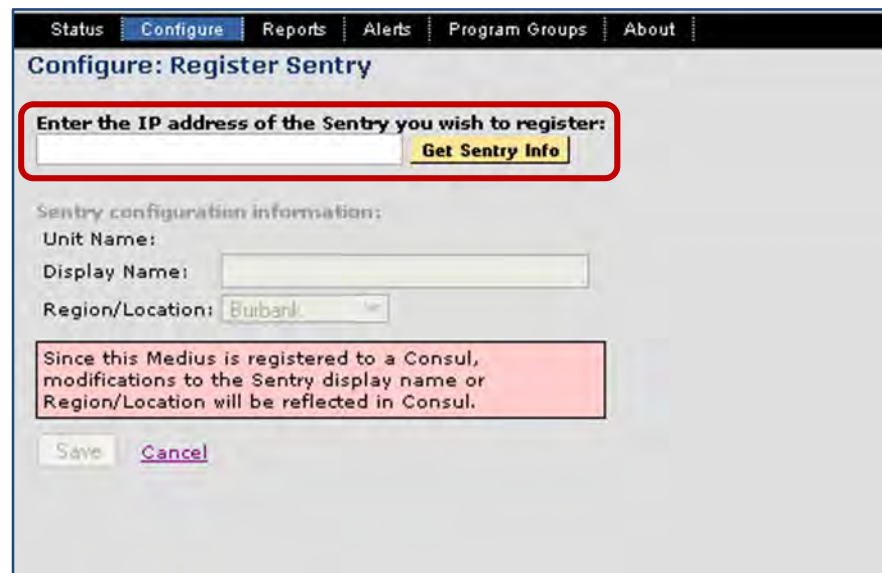 Status Configure Reports Alerts Program Groups About
Configure: Register Sentry
Enter the IP address of the Sentry you wish to register:
Get Sentry Info
Sentry configuration information:
Unit Name:
Display Name:
Region/Location: Burbank
Since this Medius is registered to a Consul,
modifications to the Sentry display name or
Region/Location will be reflected in Consul.
Save Cancel